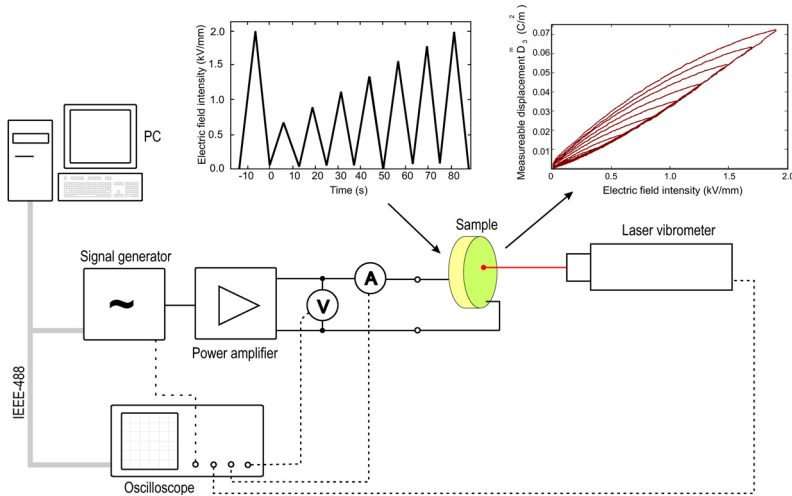 Electric field intensity (kV/mm)
2.0
1.5
1.0
0.5
0.0
-10 0 10 20 30 40 50 60 70 80
Time (s)
Measureable displacement D₃ᵐ (C/m²)
0.07
0.06
0.05
0.04
0.03
0.02
0.01
0.5 1.0 1.5 2.0
Electric field intensity (kV/mm)
PC
Sample
Laser vibrometer
Signal generator
~
A
V
Power amplifier
IEEE-488
Oscilloscope